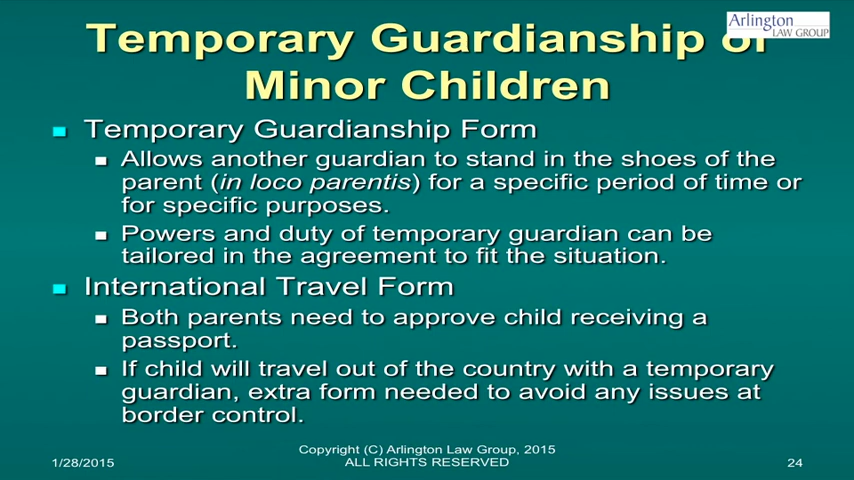 Arlington
LAW GROUP
Temporary Guardianship of
Minor Children
Temporary Guardianship Form
Allows another guardian to stand in the shoes of the
parent (in loco parentis) for a specific period of time or
for specific purposes.
Powers and duty of temporary guardian can be
tailored in the agreement to fit the situation.
International Travel Form
Both parents need to approve child receiving a
passport.
If child will travel out of the country with a temporary
guardian, extra form needed to avoid any issues at
border control.
1/28/2015
Copyright (C) Arlington Law Group, 2015
ALL RIGHTS RESERVED
24